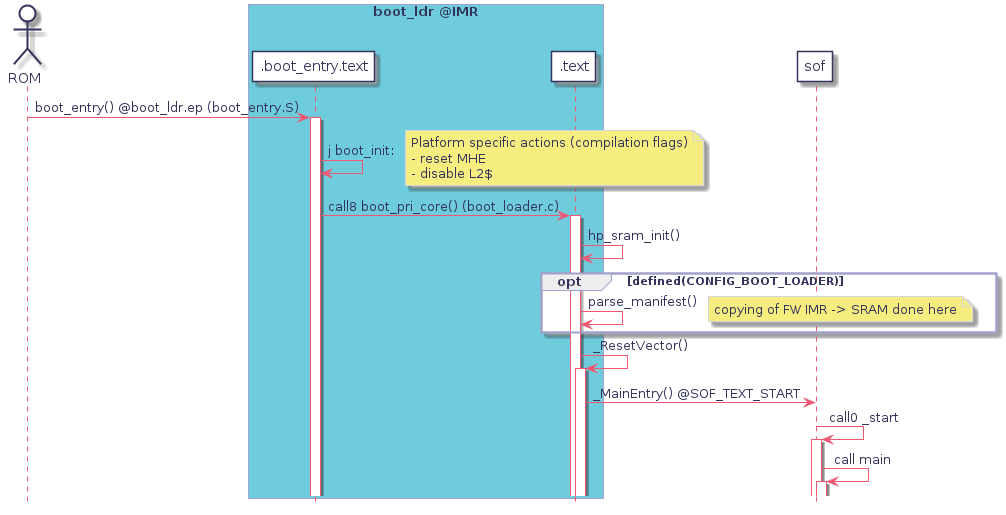 boot_ldr @IMR
ROM
.boot_entry.text
.text
sof
boot_entry() @boot_ldr.ep (boot_entry.S)
j boot_init:
Platform specific actions (compilation flags)
- reset MHE
- disable L2$
call8 boot_pri_core() (boot_loader.c)
hp_sram_init()
opt
[defined(CONFIG_BOOT_LOADER)]
parse_manifest()
copying of FW IMR -> SRAM done here
_ResetVector()
_MainEntry() @SOF_TEXT_START
call0 _start
call main